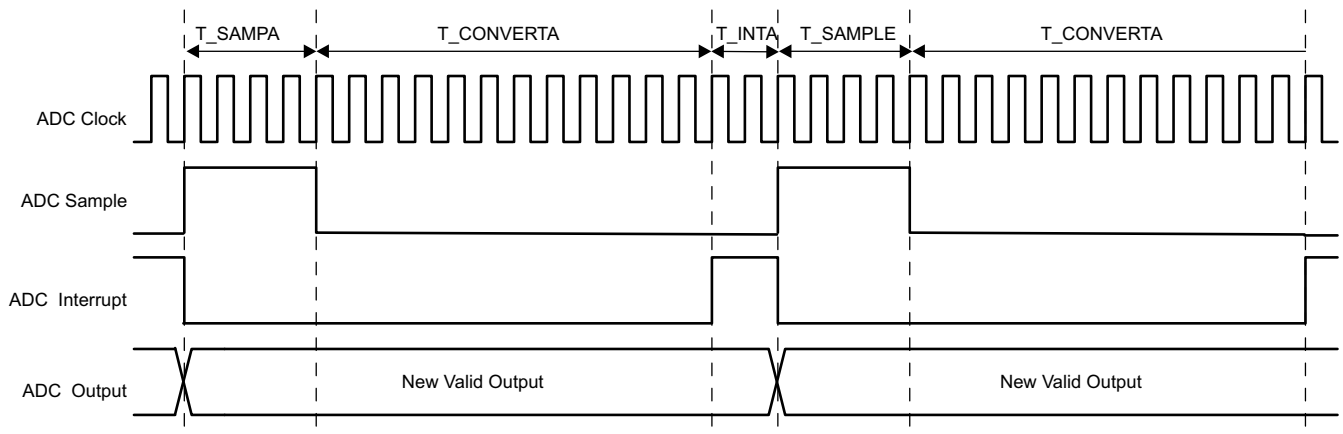 T_SAMPA T_CONVERTA T_INTA T_SAMPLE T_CONVERTA
ADC Clock
ADC Sample
ADC Interrupt
ADC Output New Valid Output New Valid Output